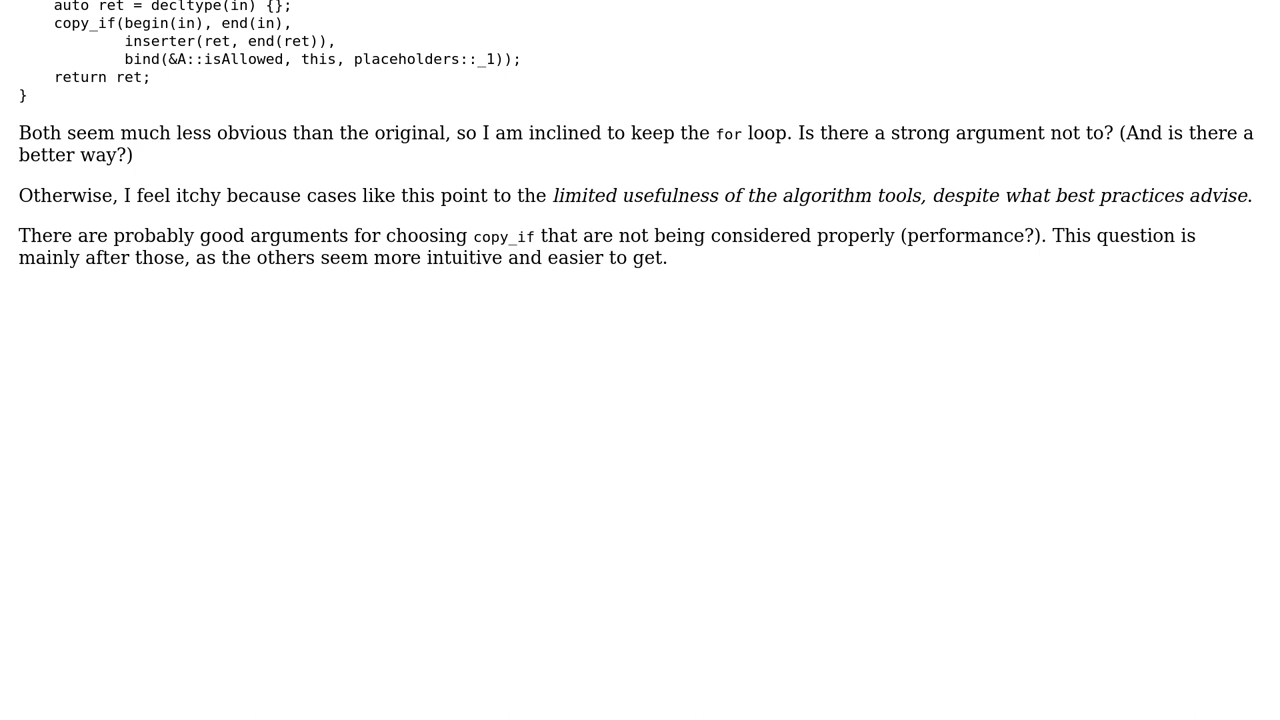 auto ret = decltype(in) {};
    copy_if(begin(in), end(in),
            inserter(ret, end(ret)),
            bind(&A::isAllowed, this, placeholders::_1));
    return ret;
}
Both seem much less obvious than the original, so I am inclined to keep the for loop. Is there a strong argument not to? (And is there a
better way?)
Otherwise, I feel itchy because cases like this point to the limited usefulness of the algorithm tools, despite what best practices advise.
There are probably good arguments for choosing copy_if that are not being considered properly (performance?). This question is
mainly after those, as the others seem more intuitive and easier to get.